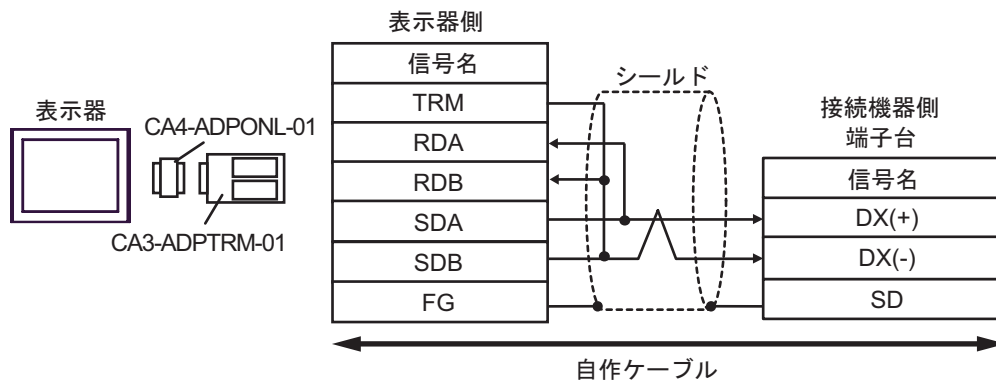 表示器
CA4-ADPONL-01
CA3-ADPTRM-01
表示器側
信号名
TRM
RDA
RDB
SDA
SDB
FG
シールド
接続機器側
端子台
信号名
DX(+)
DX(-)
SD
自作ケーブル